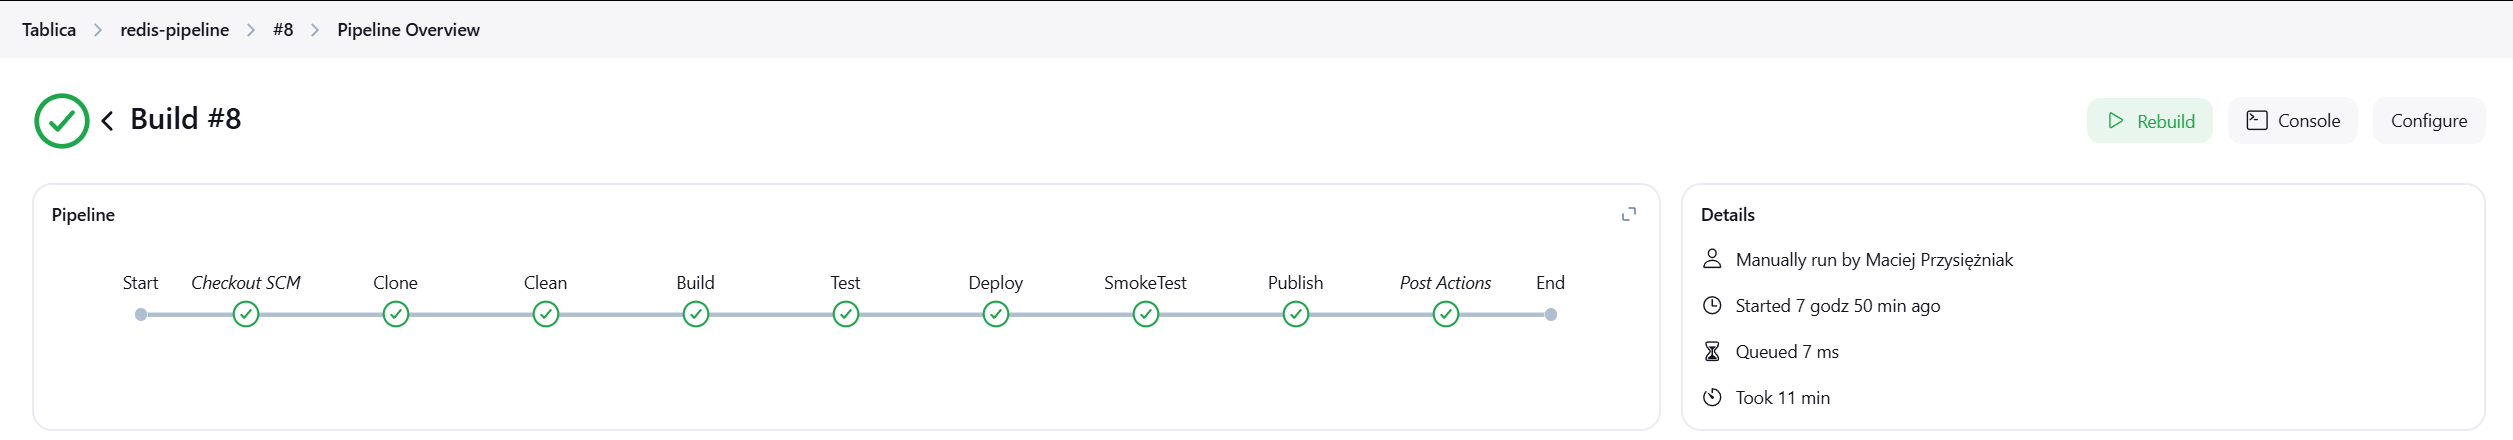 Tablica > redis-pipeline > #8 > Pipeline Overview
Build #8
Rebuild
Console
Configure
Pipeline
Start Checkout SCM Clone Clean Build Test Deploy SmokeTest Publish Post Actions End
Details
Manually run by Maciej Przysiężniak
Started 7 godz 50 min ago
Queued 7 ms
Took 11 min